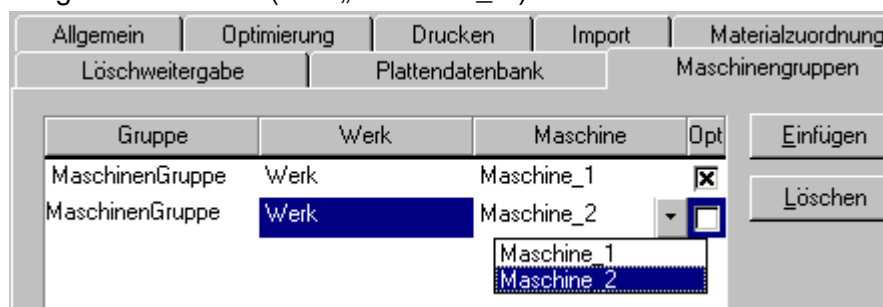 Allgemein Optimierung Drucken Import Materialzuordnung
Löschweitergabe Plattendatenbank Maschinengruppen
Gruppe Werk Maschine Opt Einfügen
MaschinenGruppe Werk Maschine_1
MaschinenGruppe Werk Maschine_2 Löschen
Maschine_1
Maschine_2